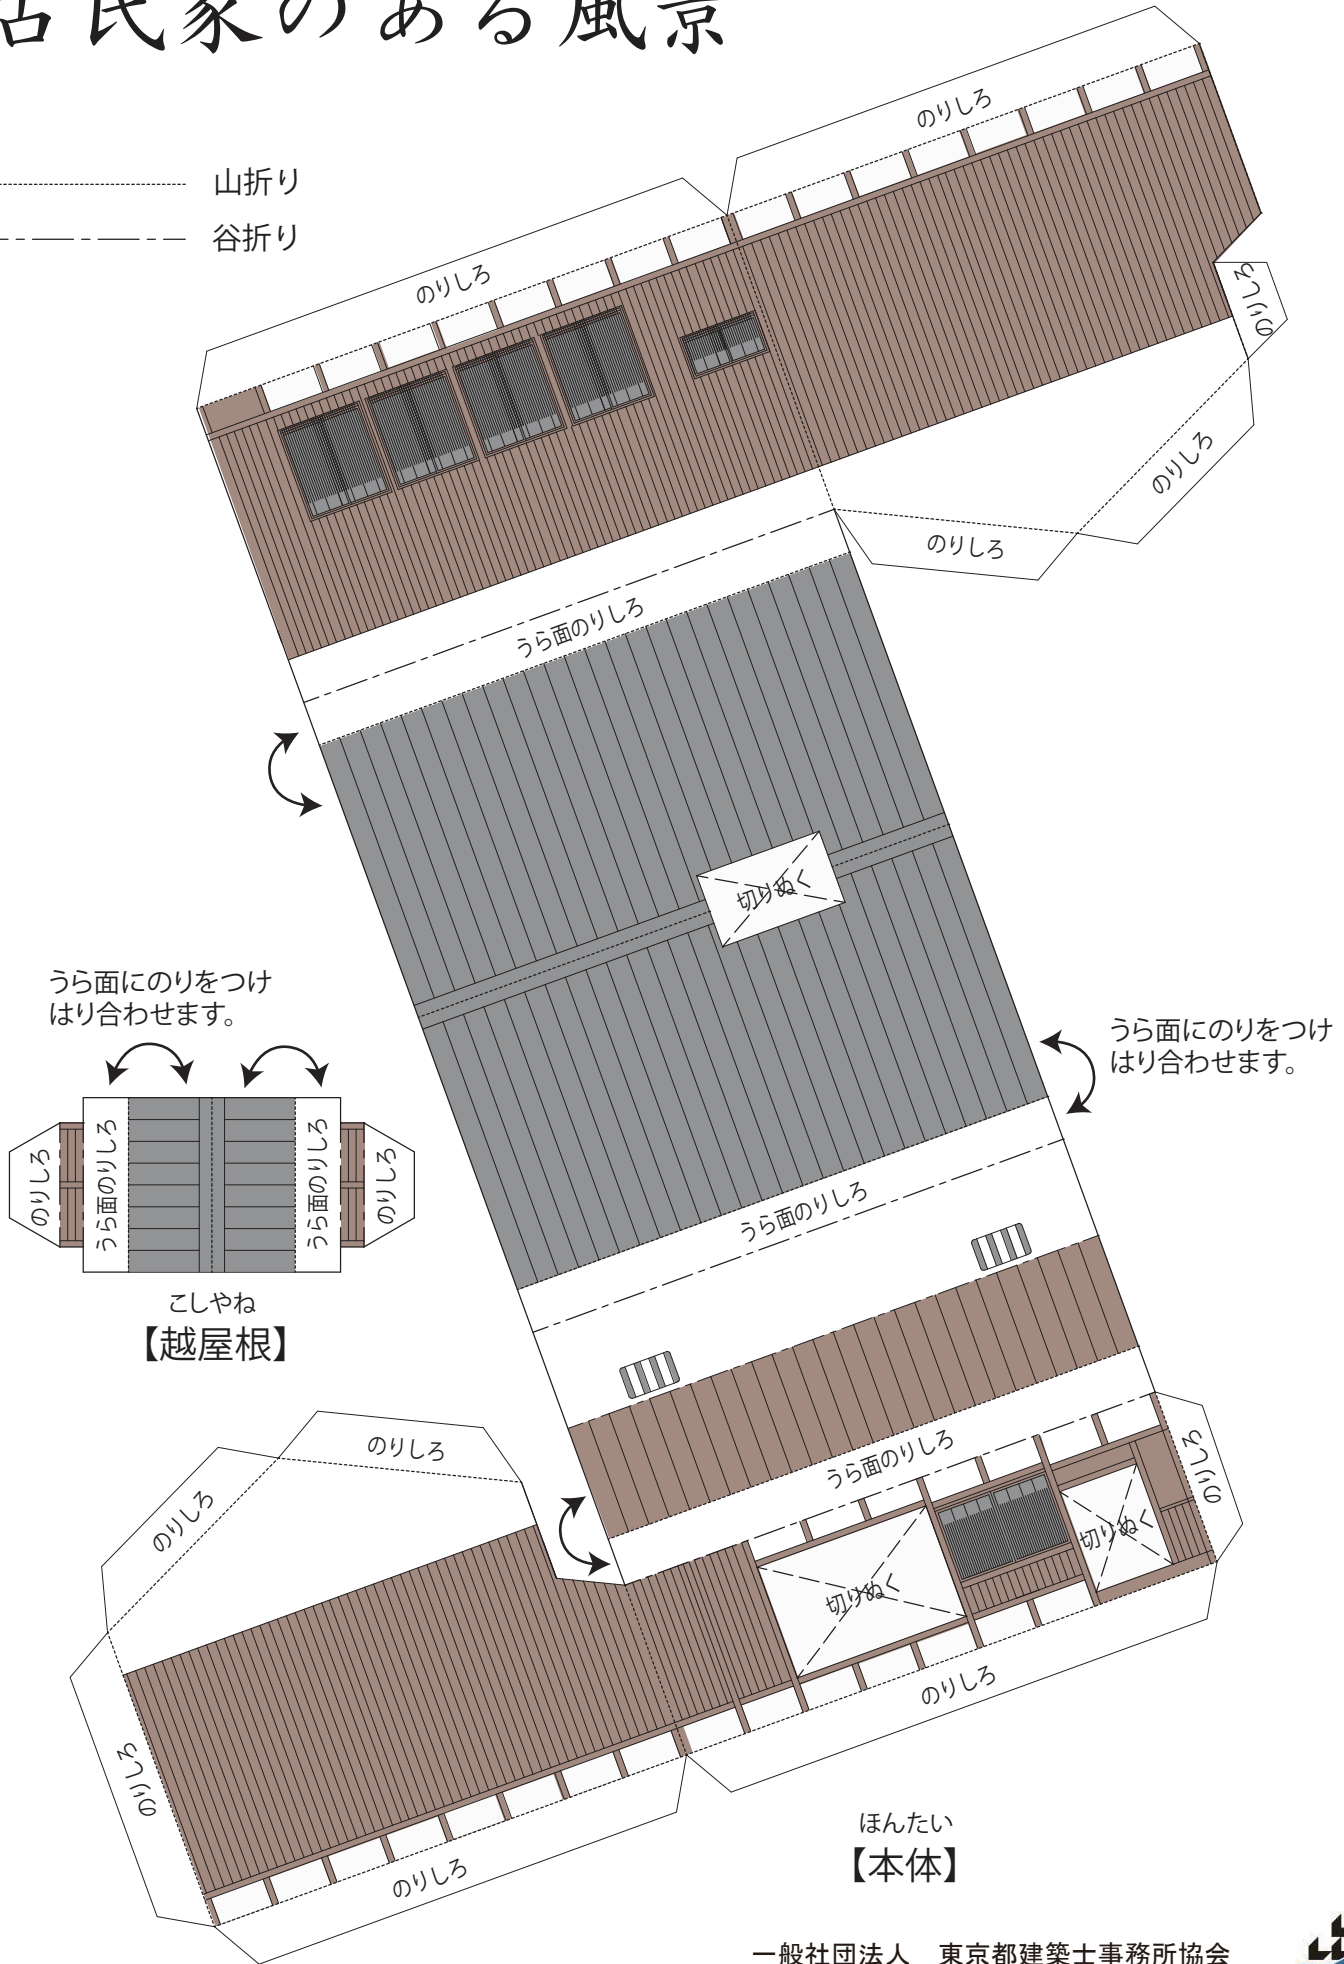 古民家のある風景
山折り
谷折り
のりしろ
のりしろ
のりしろ
のりしろ
のりしろ
うら面のりしろ
切りぬく
うら面にのりをつけ
はり合わせます。
うら面にのりをつけ
はり合わせます。
のりしろ
うら面のりしろ
うら面のりしろ
のりしろ
こしやね
【越屋根】
うら面のりしろ
うら面のりしろ
のりしろ
のりしろ
のりしろ
切りぬく
切りぬく
のりしろ
のりしろ
のりしろ
ほんたい
【本体】
一般社団法人 東京都建築士事務所協会